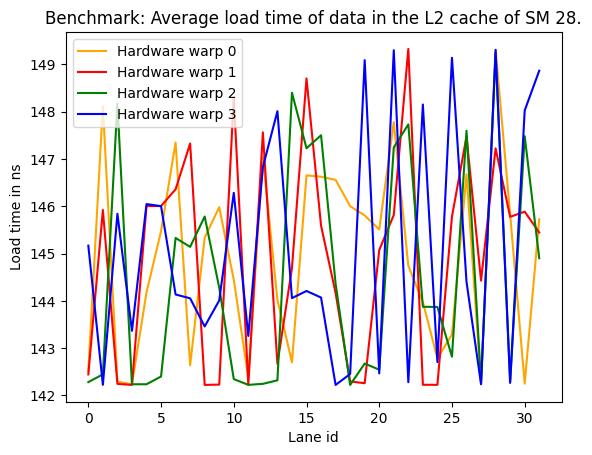 Benchmark: Average load time of data in the L2 cache of SM 28.
Hardware warp 0
Hardware warp 1
Hardware warp 2
Hardware warp 3
149
148
147
146
145
144
143
142
Load time in ns
0 5 10 15 20 25 30
Lane id